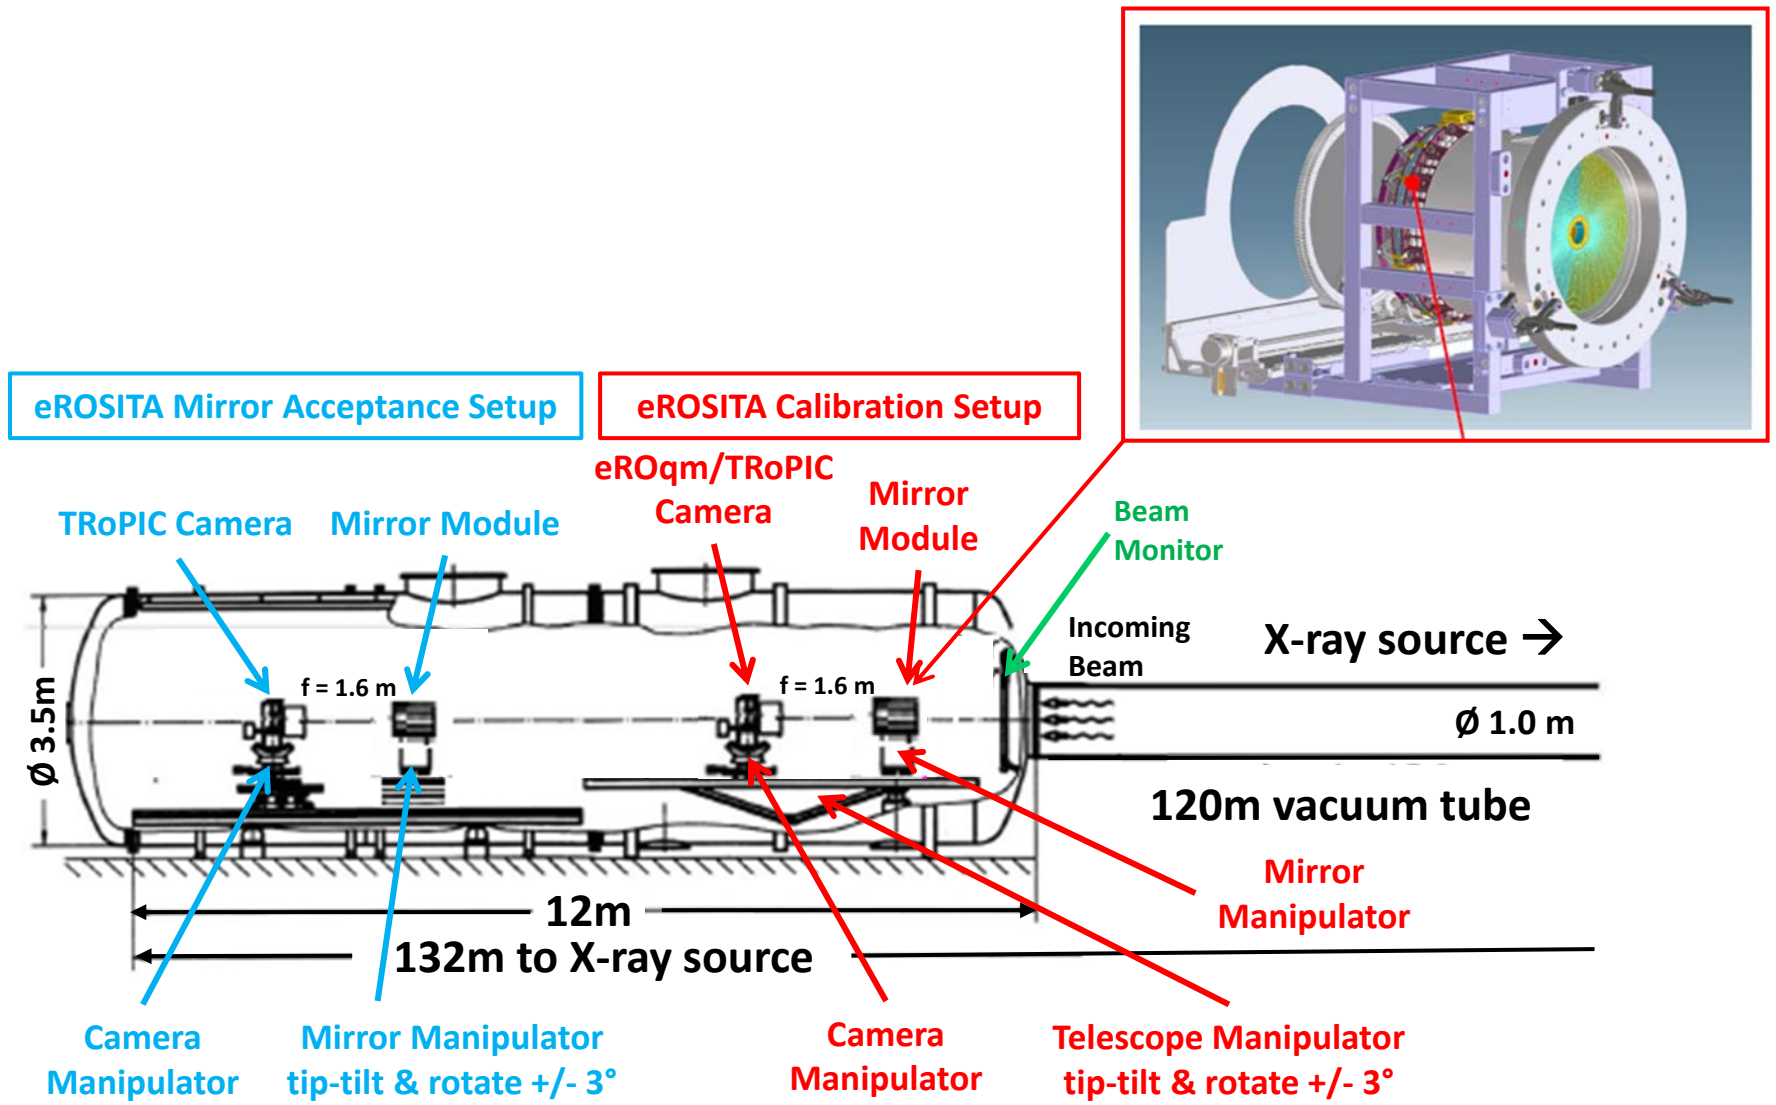 eROSITA Mirror Acceptance Setup
eROSITA Calibration Setup
eROqm/TRoPIC
Camera
Mirror
Module
TRoPIC Camera
Mirror Module
Beam
Monitor
Incoming
Beam
X-ray source →
f = 1.6 m
f = 1.6 m
Ø 3.5m
Ø 1.0 m
120m vacuum tube
Mirror
Manipulator
12m
132m to X-ray source
Camera
Manipulator
Mirror Manipulator
tip-tilt & rotate +/- 3°
Camera
Manipulator
Telescope Manipulator
tip-tilt & rotate +/- 3°